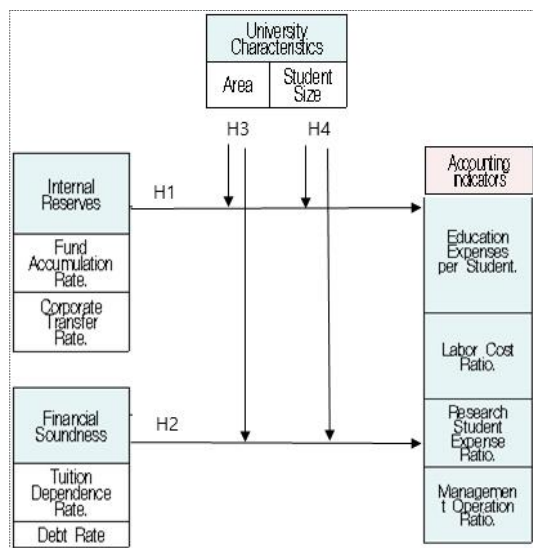 University
Characteristics
Area
Student
Size
H3
H4
Accounting
indicators
Internal
Reserves
H1
Fund
Accumulation
Rate.
Corporate
Transfer
Rate.
Education
Expenses
per Student.
Labor Cost
Ratio.
Financial
Soundness
H2
Tuition
Dependence
Rate.
Debt Rate
Research
Student
Expense
Ratio.
Managemen
t Operation
Ratio.